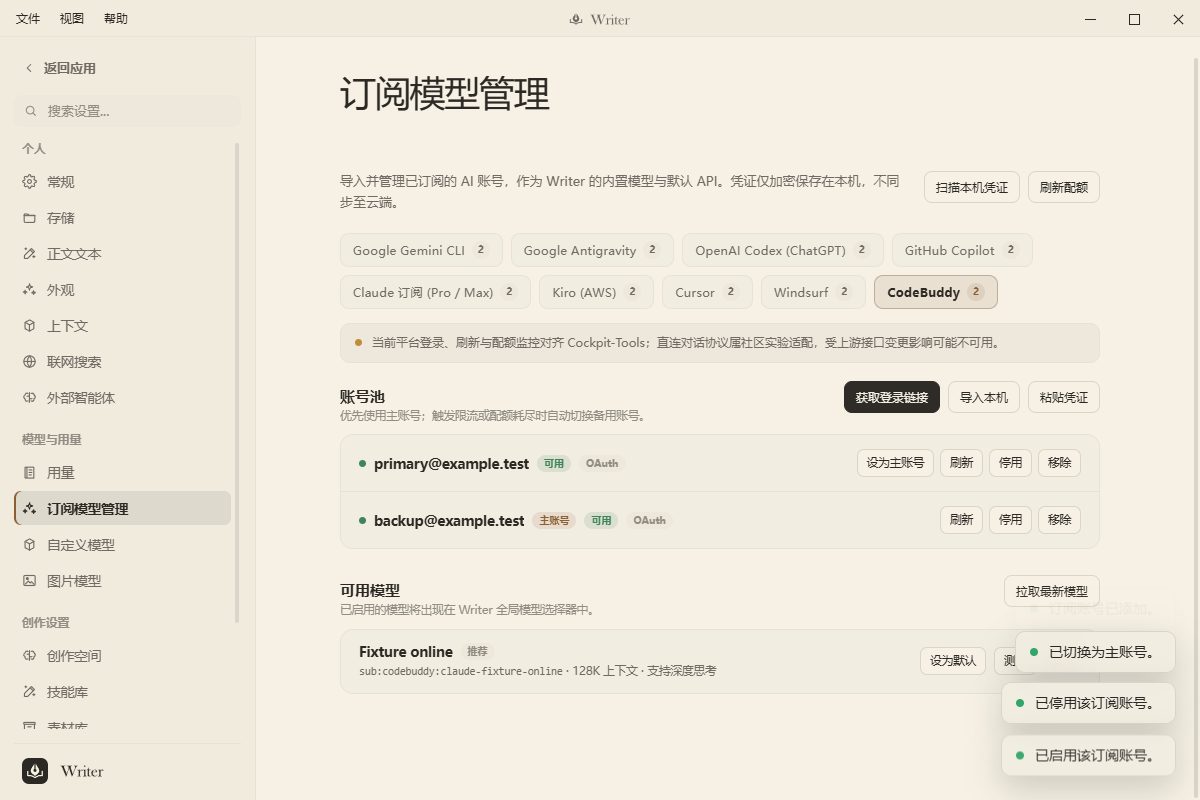 文件 视图 帮助
Writer
返回应用
搜索设置...
个人
常规
存储
正文文本
外观
上下文
联网搜索
外部智能体
模型与用量
用量
订阅模型管理
自定义模型
图片模型
创作设置
创作空间
技能库
素材库
Writer
订阅模型管理
导入并管理已订阅的 AI 账号，作为 Writer 的内置模型与默认 API。凭证仅加密保存在本机，不同
步至云端。
扫描本机凭证 刷新配额
Google Gemini CLI 2 Google Antigravity 2 OpenAI Codex (ChatGPT) 2 GitHub Copilot 2
Claude 订阅 (Pro / Max) 2 Kiro (AWS) 2 Cursor 2 Windsurf 2 CodeBuddy 2
当前平台登录、刷新与配额监控对齐 Cockpit-Tools；直连对话协议属社区实验适配，受上游接口变更影响可能不可用。
账号池
优先使用主账号；触发限流或配额耗尽时自动切换备用账号。
获取登录链接 导入本机 粘贴凭证
primary@example.test 可用 OAuth 设为主账号 刷新 停用 移除
backup@example.test 主账号 可用 OAuth 刷新 停用 移除
可用模型
已启用的模型将出现在 Writer 全局模型选择器中。
拉取最新模型
订阅账号已添加。
Fixture online 推荐
sub:codebuddy:claude-fixture-online · 128K 上下文 · 支持深度思考
设为默认 测
已切换为主账号。
已停用该订阅账号。
已启用该订阅账号。